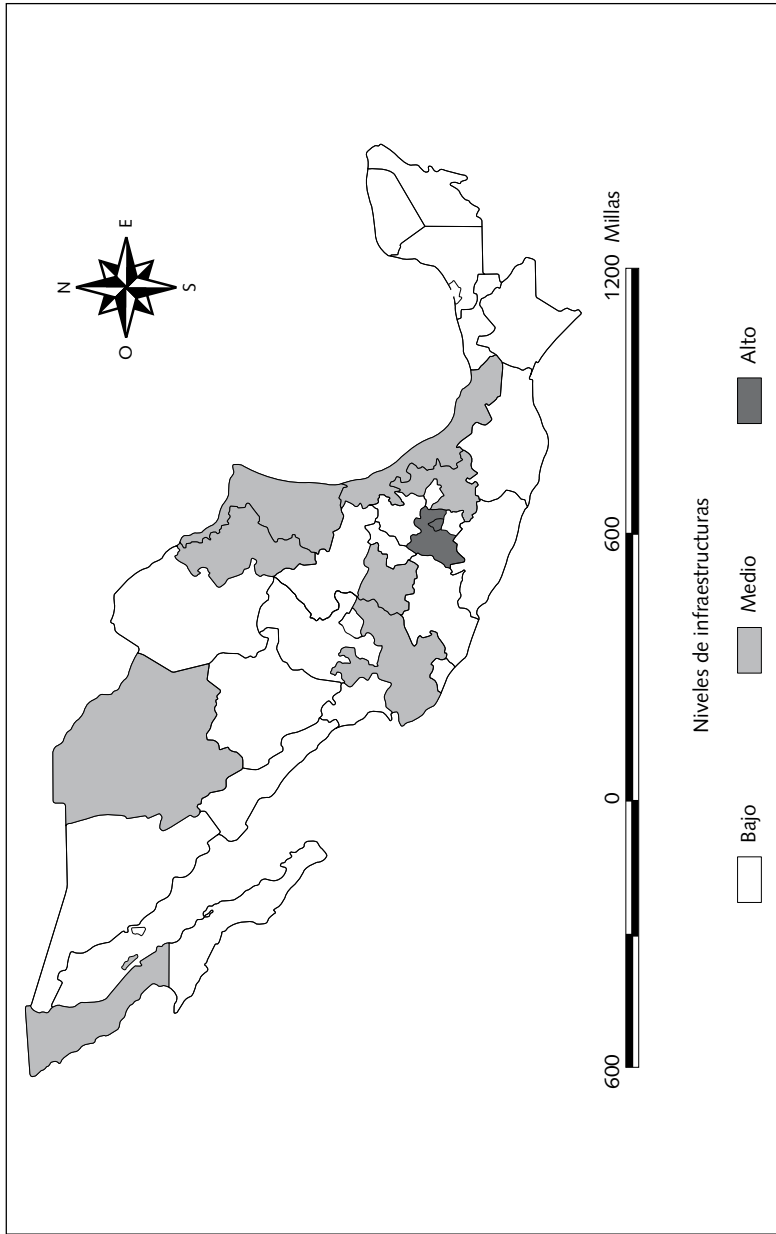 N
O
E
S
600
0
600
1200 Millas
Niveles de infraestructuras
Bajo
Medio
Alto